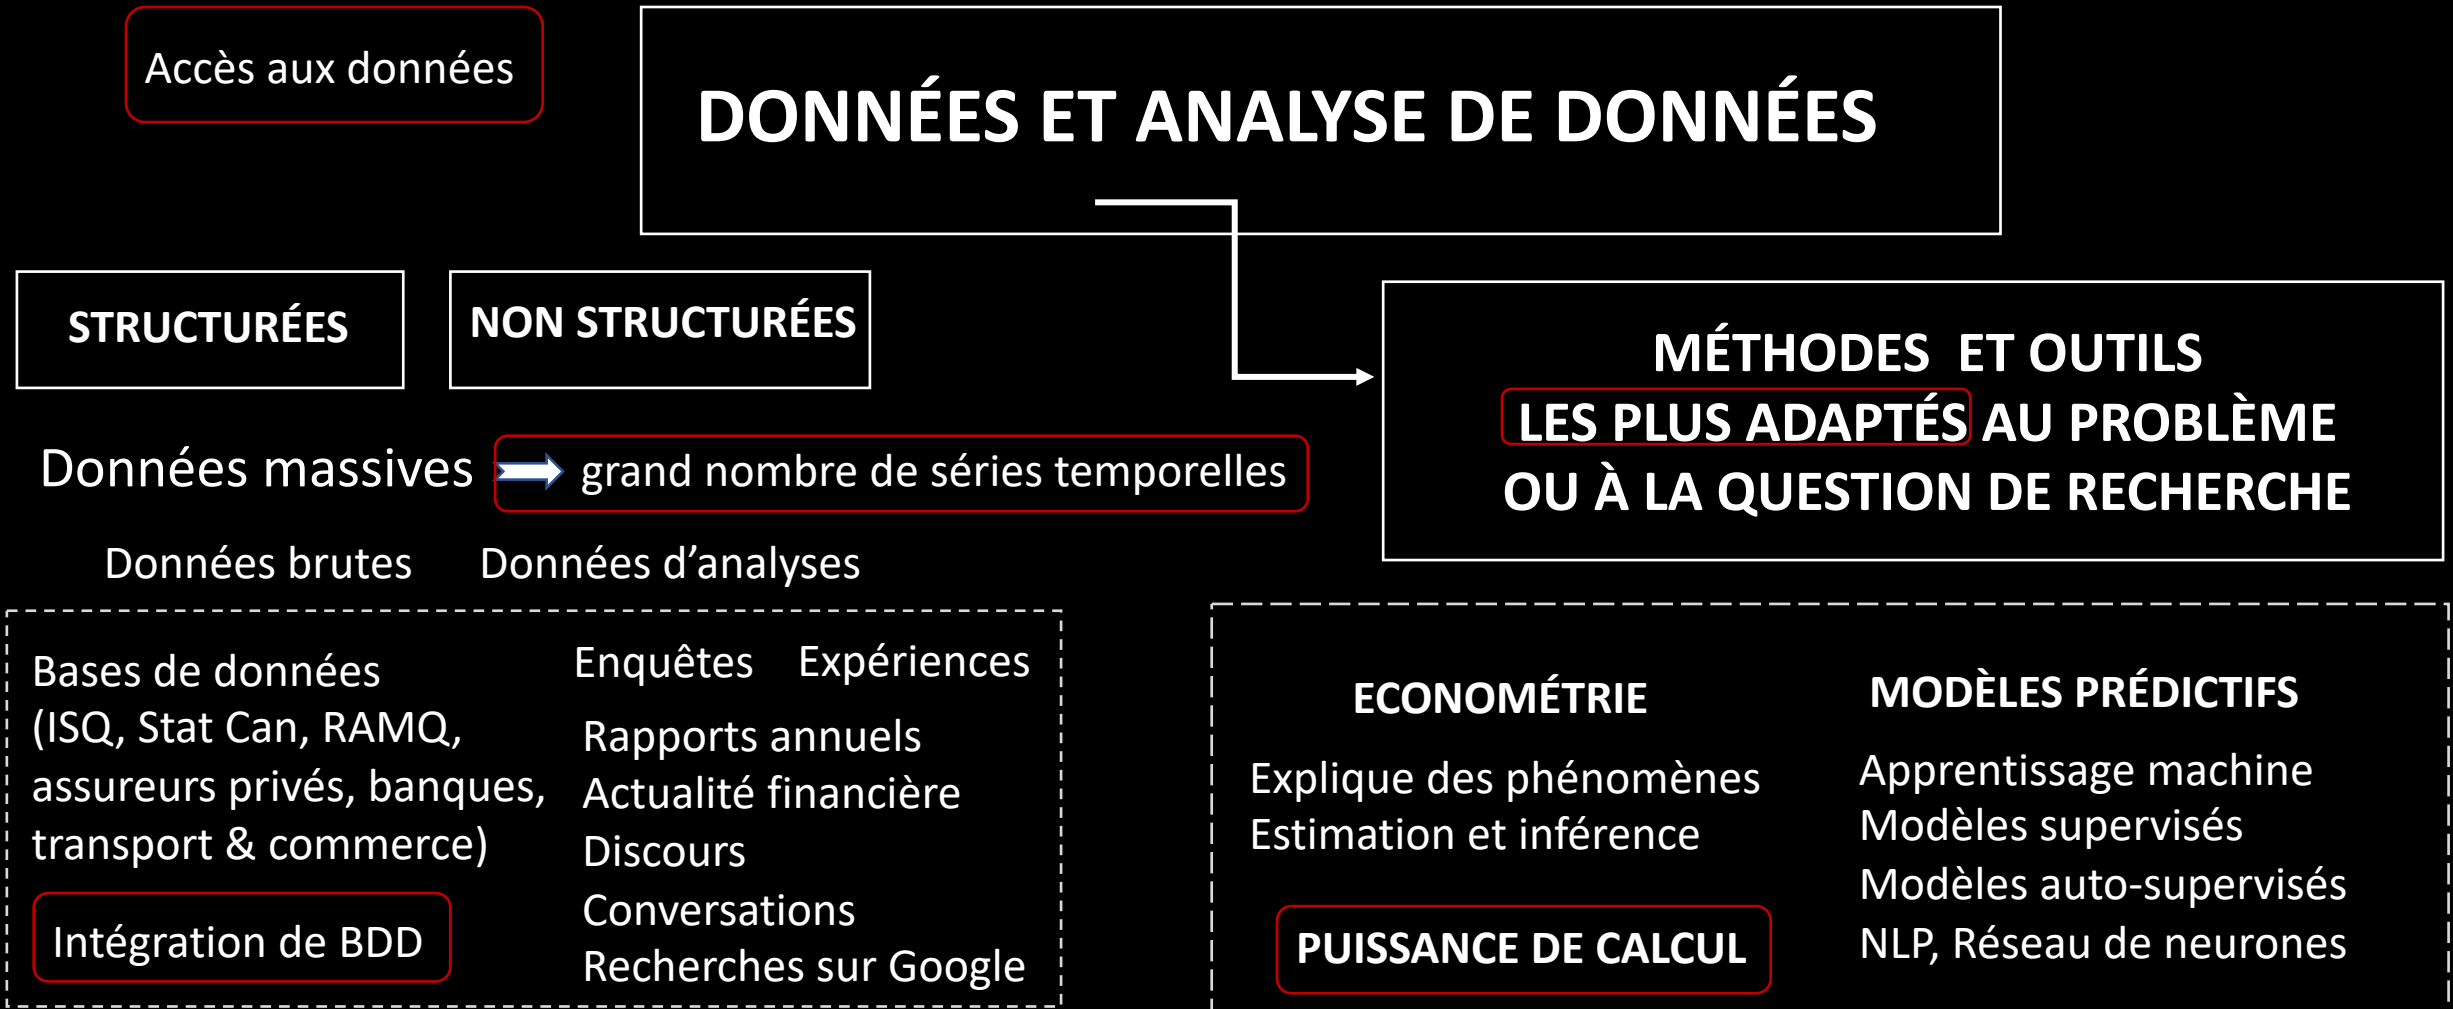 Accès aux données
DONNÉES ET ANALYSE DE DONNÉES
STRUCTURÉES
NON STRUCTURÉES
Données massives
grand nombre de séries temporelles
Données brutes
Données d’analyses
Bases de données
(ISQ, Stat Can, RAMQ,
assureurs privés, banques,
transport & commerce)
Intégration de BDD
Enquêtes
Expériences
Rapports annuels
Actualité financière
Discours
Conversations
Recherches sur Google
MÉTHODES ET OUTILS
LES PLUS ADAPTÉS AU PROBLÈME
OU À LA QUESTION DE RECHERCHE
ECONOMÉTRIE
Explique des phénomènes
Estimation et inférence
PUISSANCE DE CALCUL
MODÈLES PRÉDICTIFS
Apprentissage machine
Modèles supervisés
Modèles auto-supervisés
NLP, Réseau de neurones